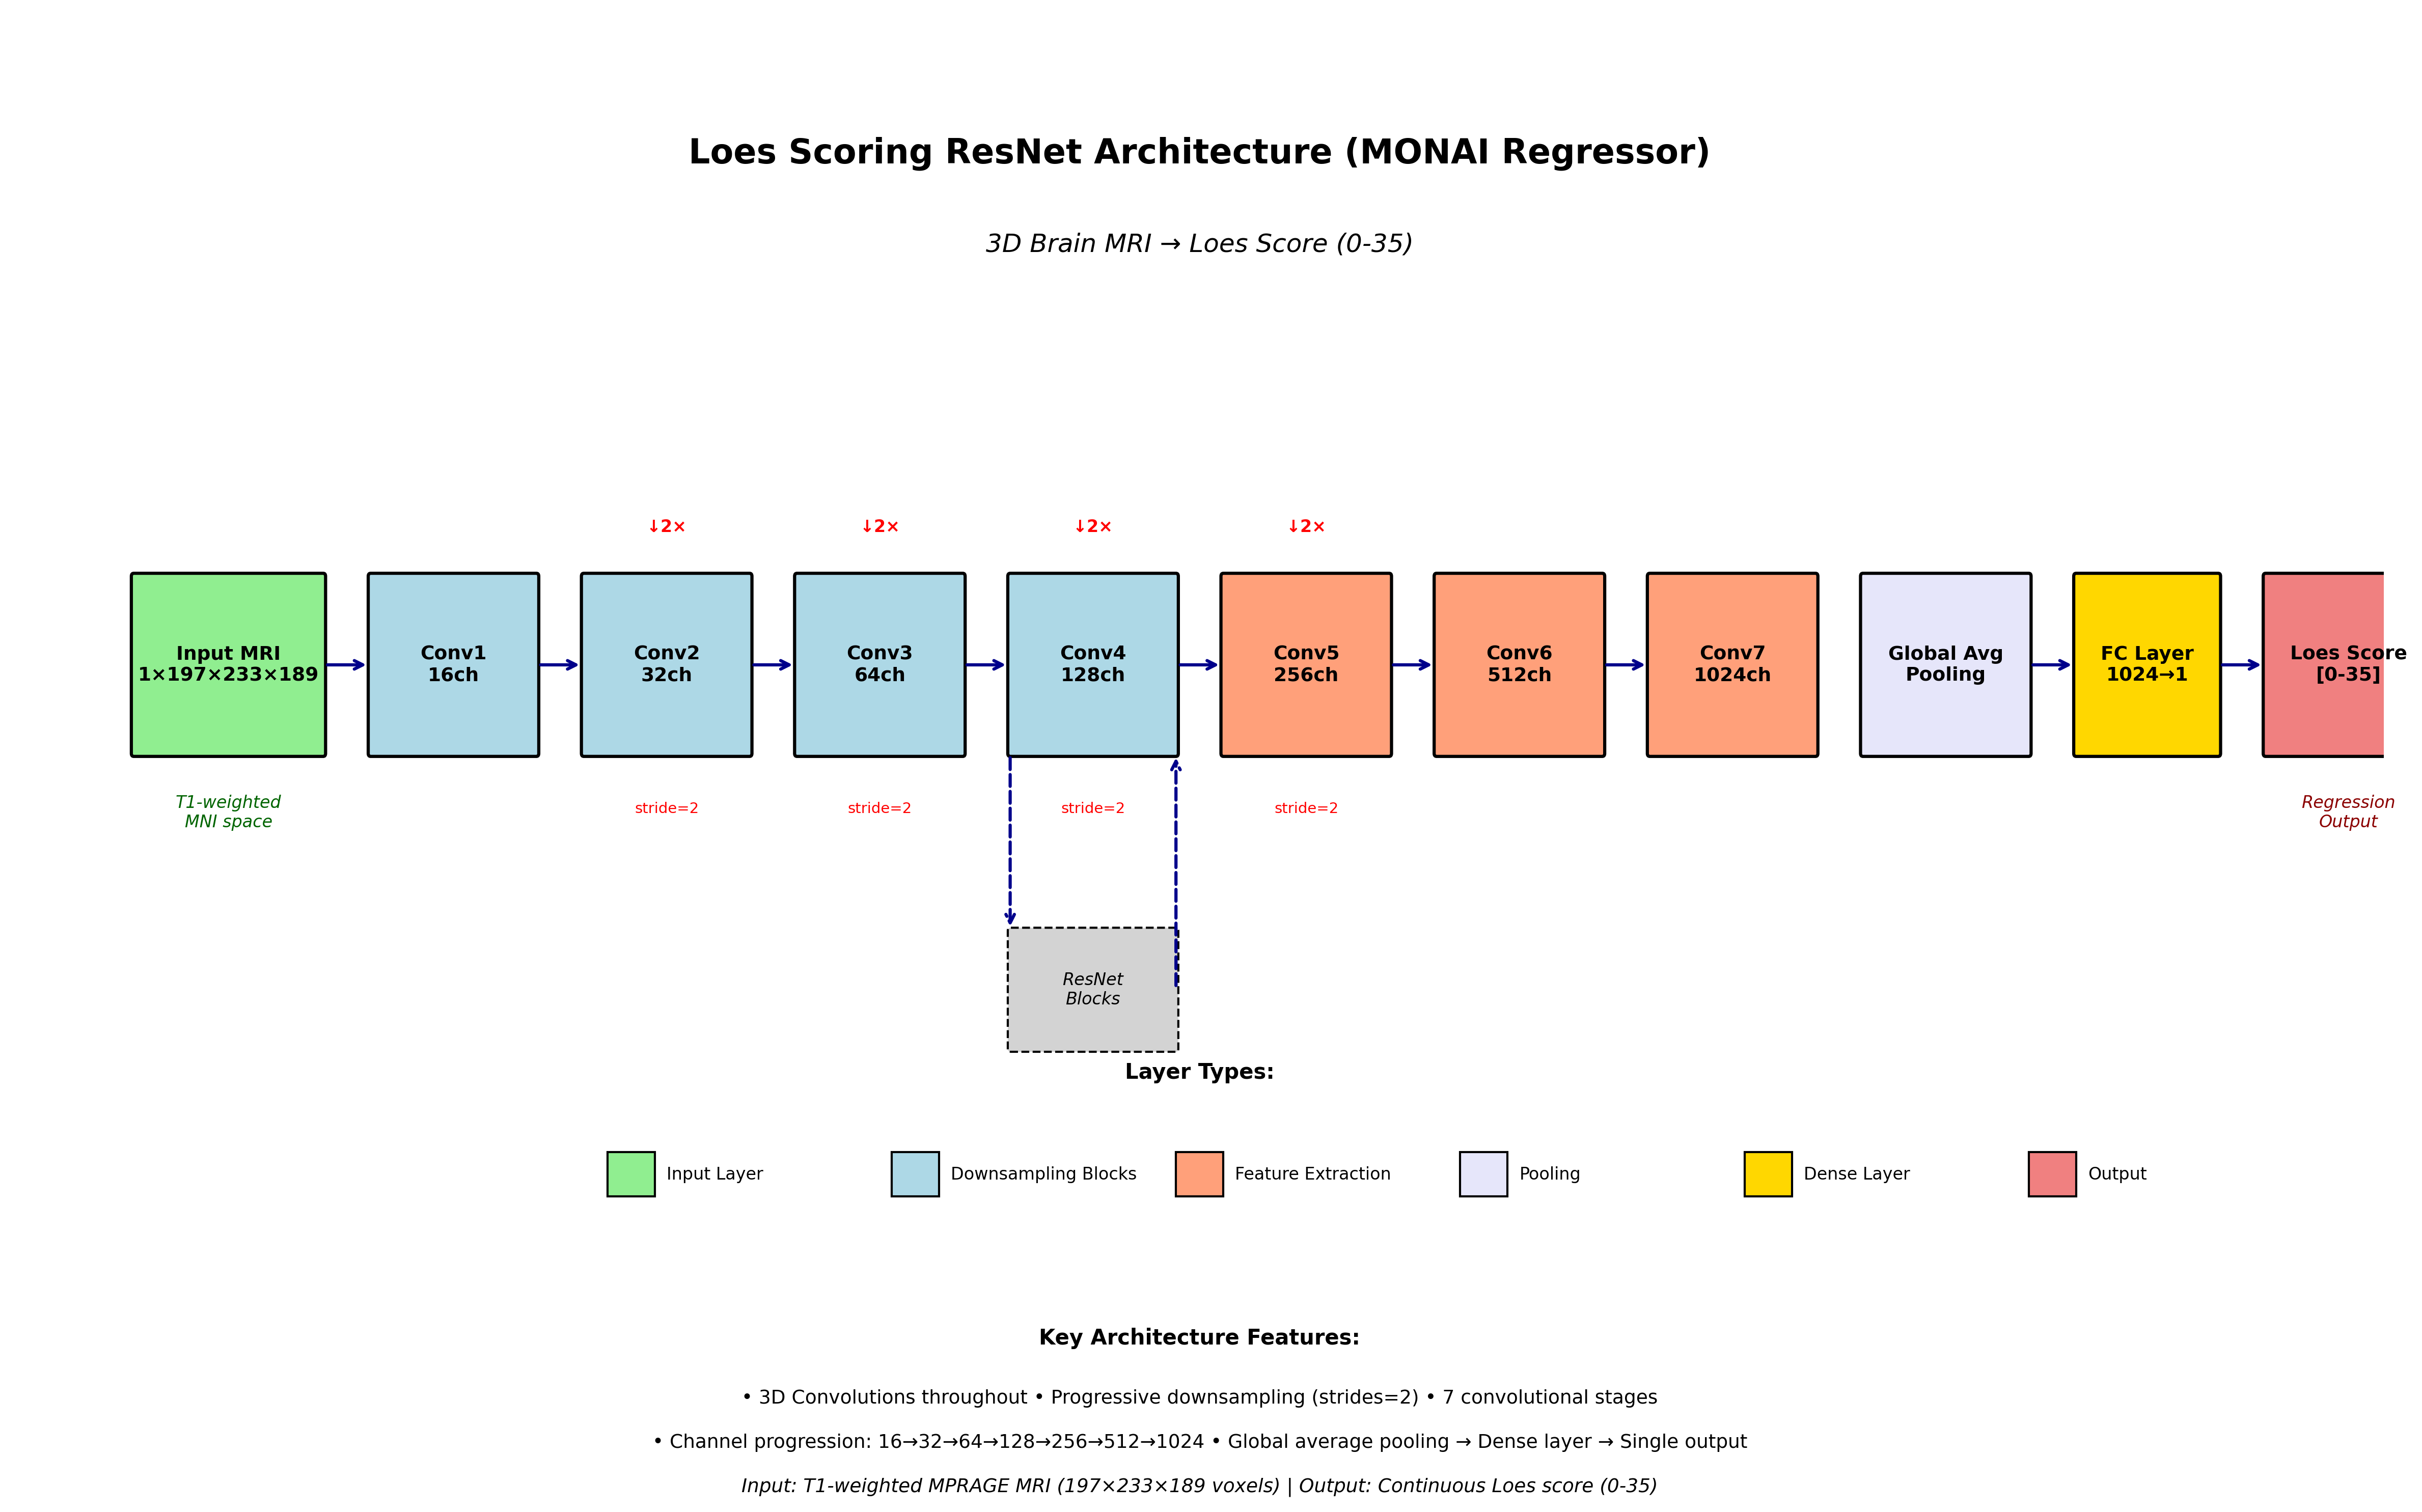 Loes Scoring ResNet Architecture (MONAI Regressor)
3D Brain MRI → Loes Score (0-35)
↓2×
↓2×
↓2×
↓2×
Input MRI
1×197×233×189
Conv1
16ch
Conv2
32ch
Conv3
64ch
Conv4
128ch
Conv5
256ch
Conv6
512ch
Conv7
1024ch
Global Avg
Pooling
FC Layer
1024→1
Loes Score
[0-35]
T1-weighted
MNI space
stride=2
stride=2
stride=2
stride=2
Regression
Output
ResNet
Blocks
Layer Types:
Input Layer
Downsampling Blocks
Feature Extraction
Pooling
Dense Layer
Output
Key Architecture Features:
• 3D Convolutions throughout • Progressive downsampling (strides=2) • 7 convolutional stages
• Channel progression: 16→32→64→128→256→512→1024 • Global average pooling → Dense layer → Single output
Input: T1-weighted MPRAGE MRI (197×233×189 voxels) | Output: Continuous Loes score (0-35)